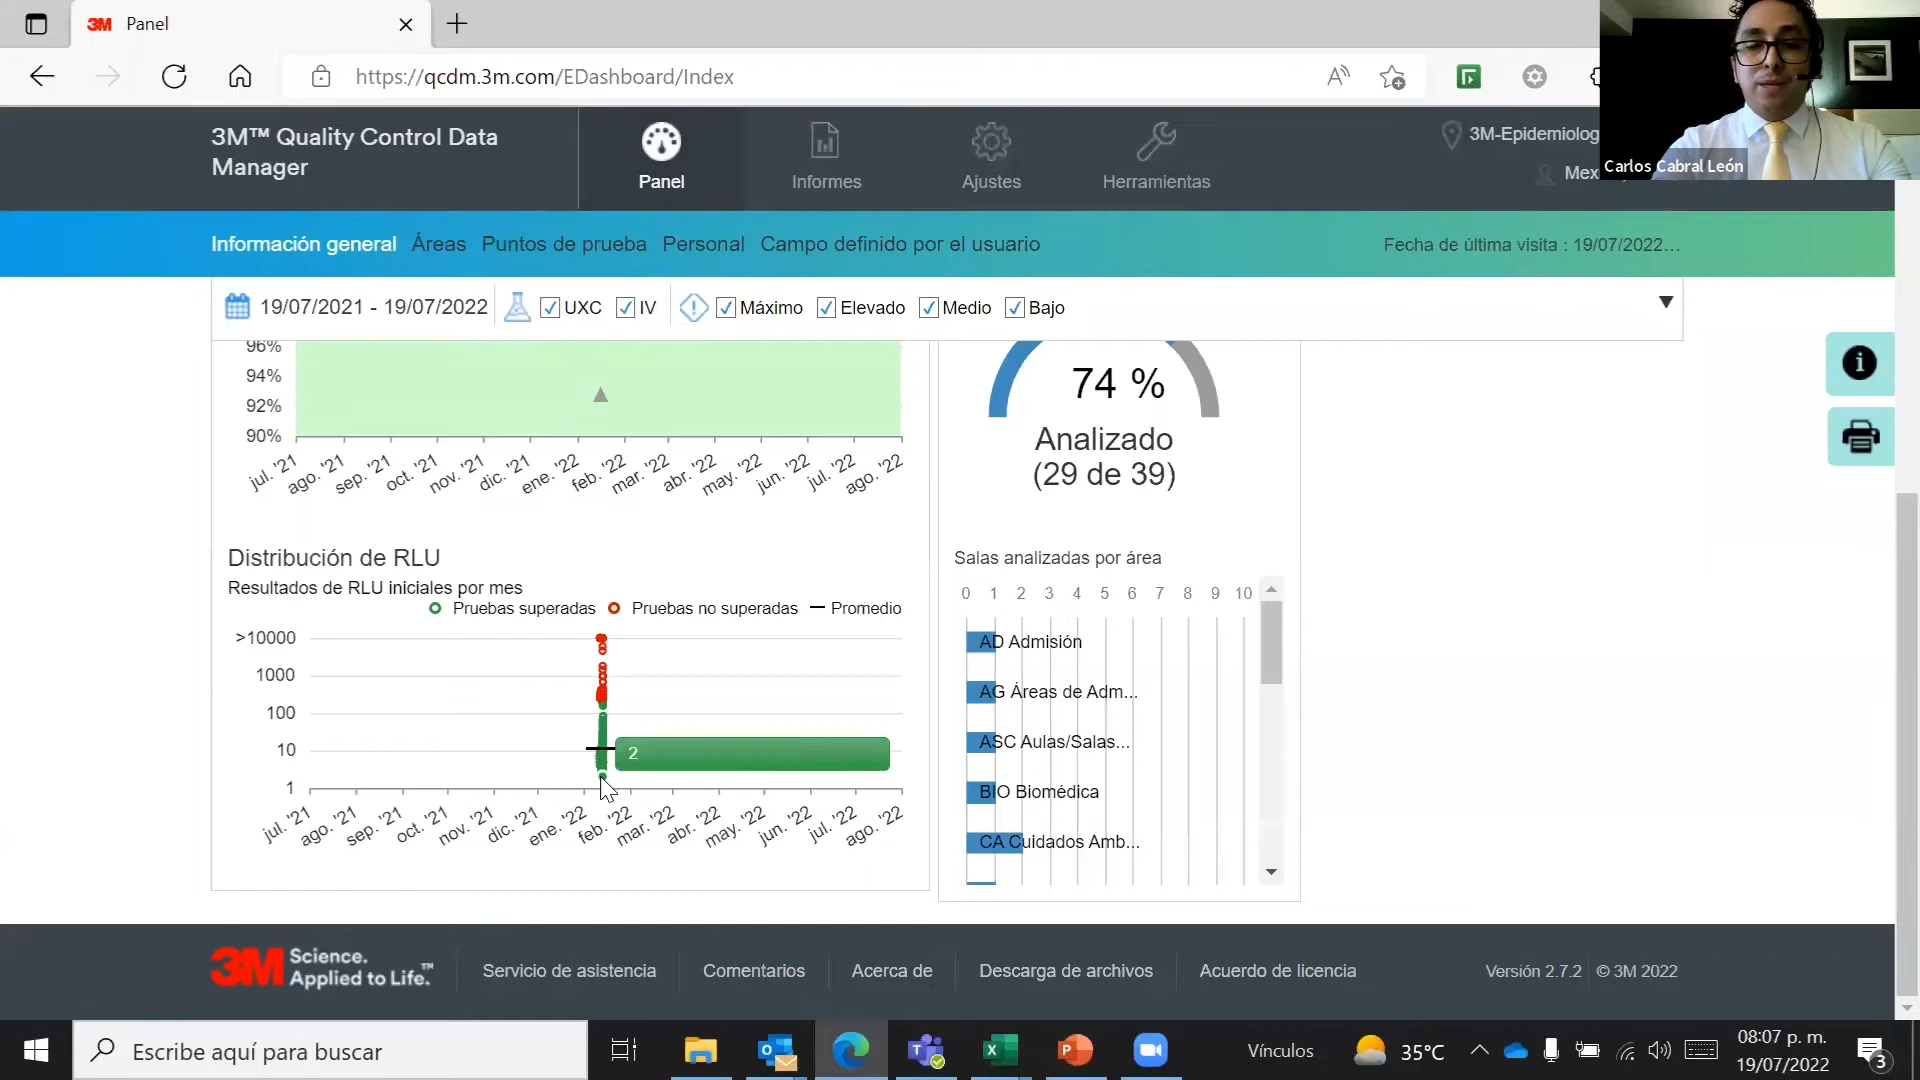 3M Panel
https://qcdm.3m.com/EDashboard/Index
Carlos Cabral León
3M™ Quality Control Data
Manager
Panel
Informes
Ajustes
Herramientas
3M-Epidemiolog
Mex
Información general Áreas Puntos de prueba Personal Campo definido por el usuario
Fecha de última visita : 19/07/2022...
19/07/2021 - 19/07/2022 UXC IV Máximo Elevado Medio Bajo
96%
94%
92%
90%
jul. '21 ago. '21 sep. '21 oct. '21 nov. '21 dic. '21 ene. '22 feb. '22 mar. '22 abr. '22 may. '22 jun. '22 jul. '22 ago. '22
74 %
Analizado
(29 de 39)
Distribución de RLU
Resultados de RLU iniciales por mes
Pruebas superadas Pruebas no superadas Promedio
>10000
1000
100
10
1
2
jul. '21 ago. '21 sep. '21 oct. '21 nov. '21 dic. '21 ene. '22 feb. '22 mar. '22 abr. '22 may. '22 jun. '22 jul. '22 ago. '22
Salas analizadas por área
0 1 2 3 4 5 6 7 8 9 10
AD Admisión
AG Áreas de Adm...
ASC Aulas/Salas...
BIO Biomédica
CA Cuidados Amb...
3M Science.
Applied to Life.™
Servicio de asistencia
Comentarios
Acerca de
Descarga de archivos
Acuerdo de licencia
Versión 2.7.2 © 3M 2022
Escribe aquí para buscar
Vínculos
35°C
08:07 p. m.
19/07/2022
3